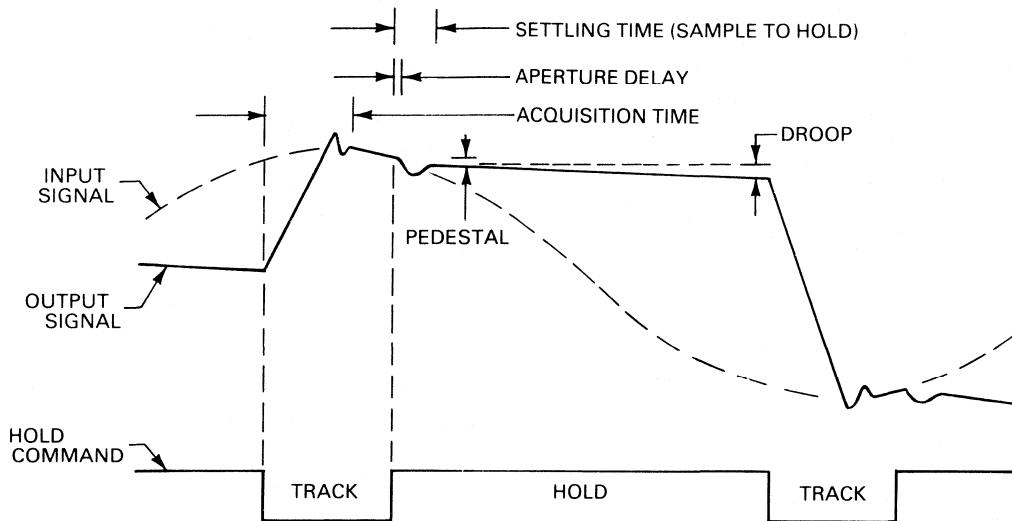 SETTLING TIME (SAMPLE TO HOLD)
APERTURE DELAY
ACQUISITION TIME
DROOP
INPUT
SIGNAL
PEDESTAL
OUTPUT
SIGNAL
HOLD
COMMAND
TRACK
HOLD
TRACK